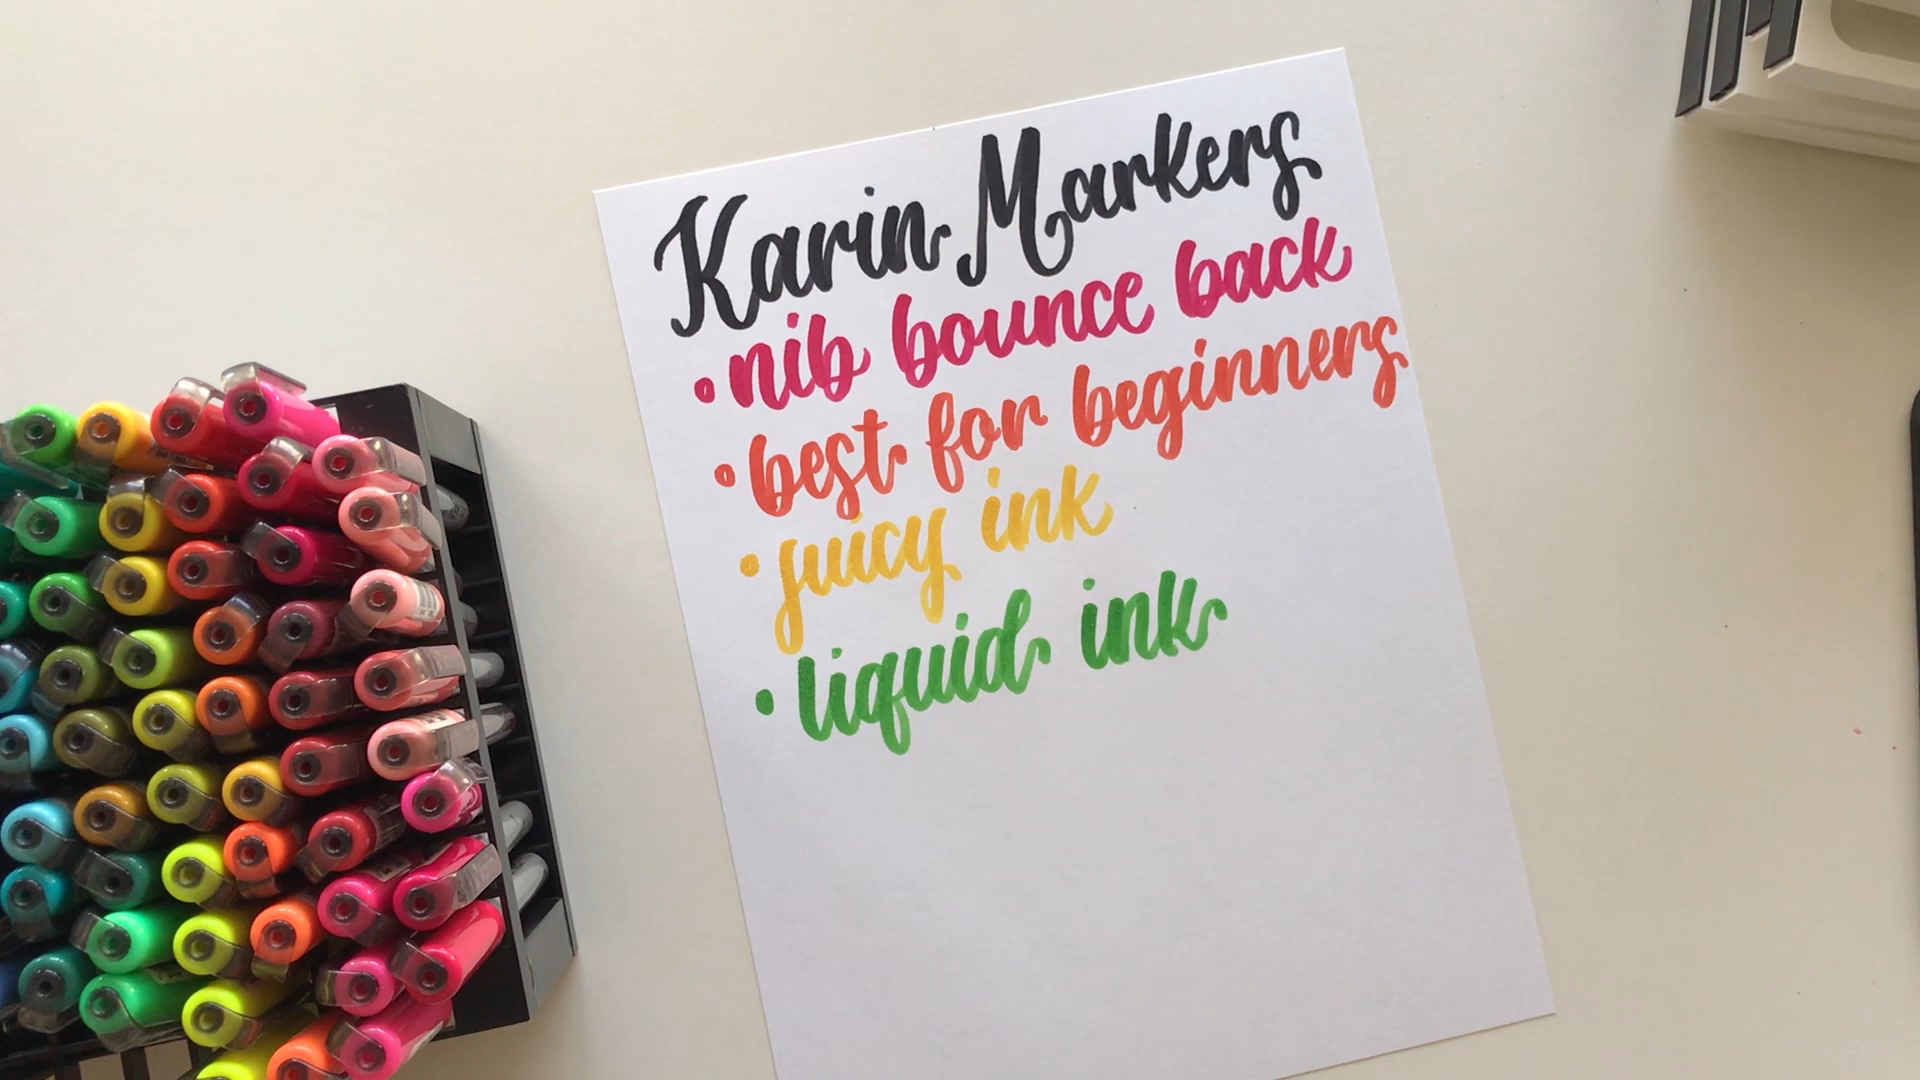 Karin Markers
• nib bounce back
• best for beginners
• juicy ink
• liquid ink